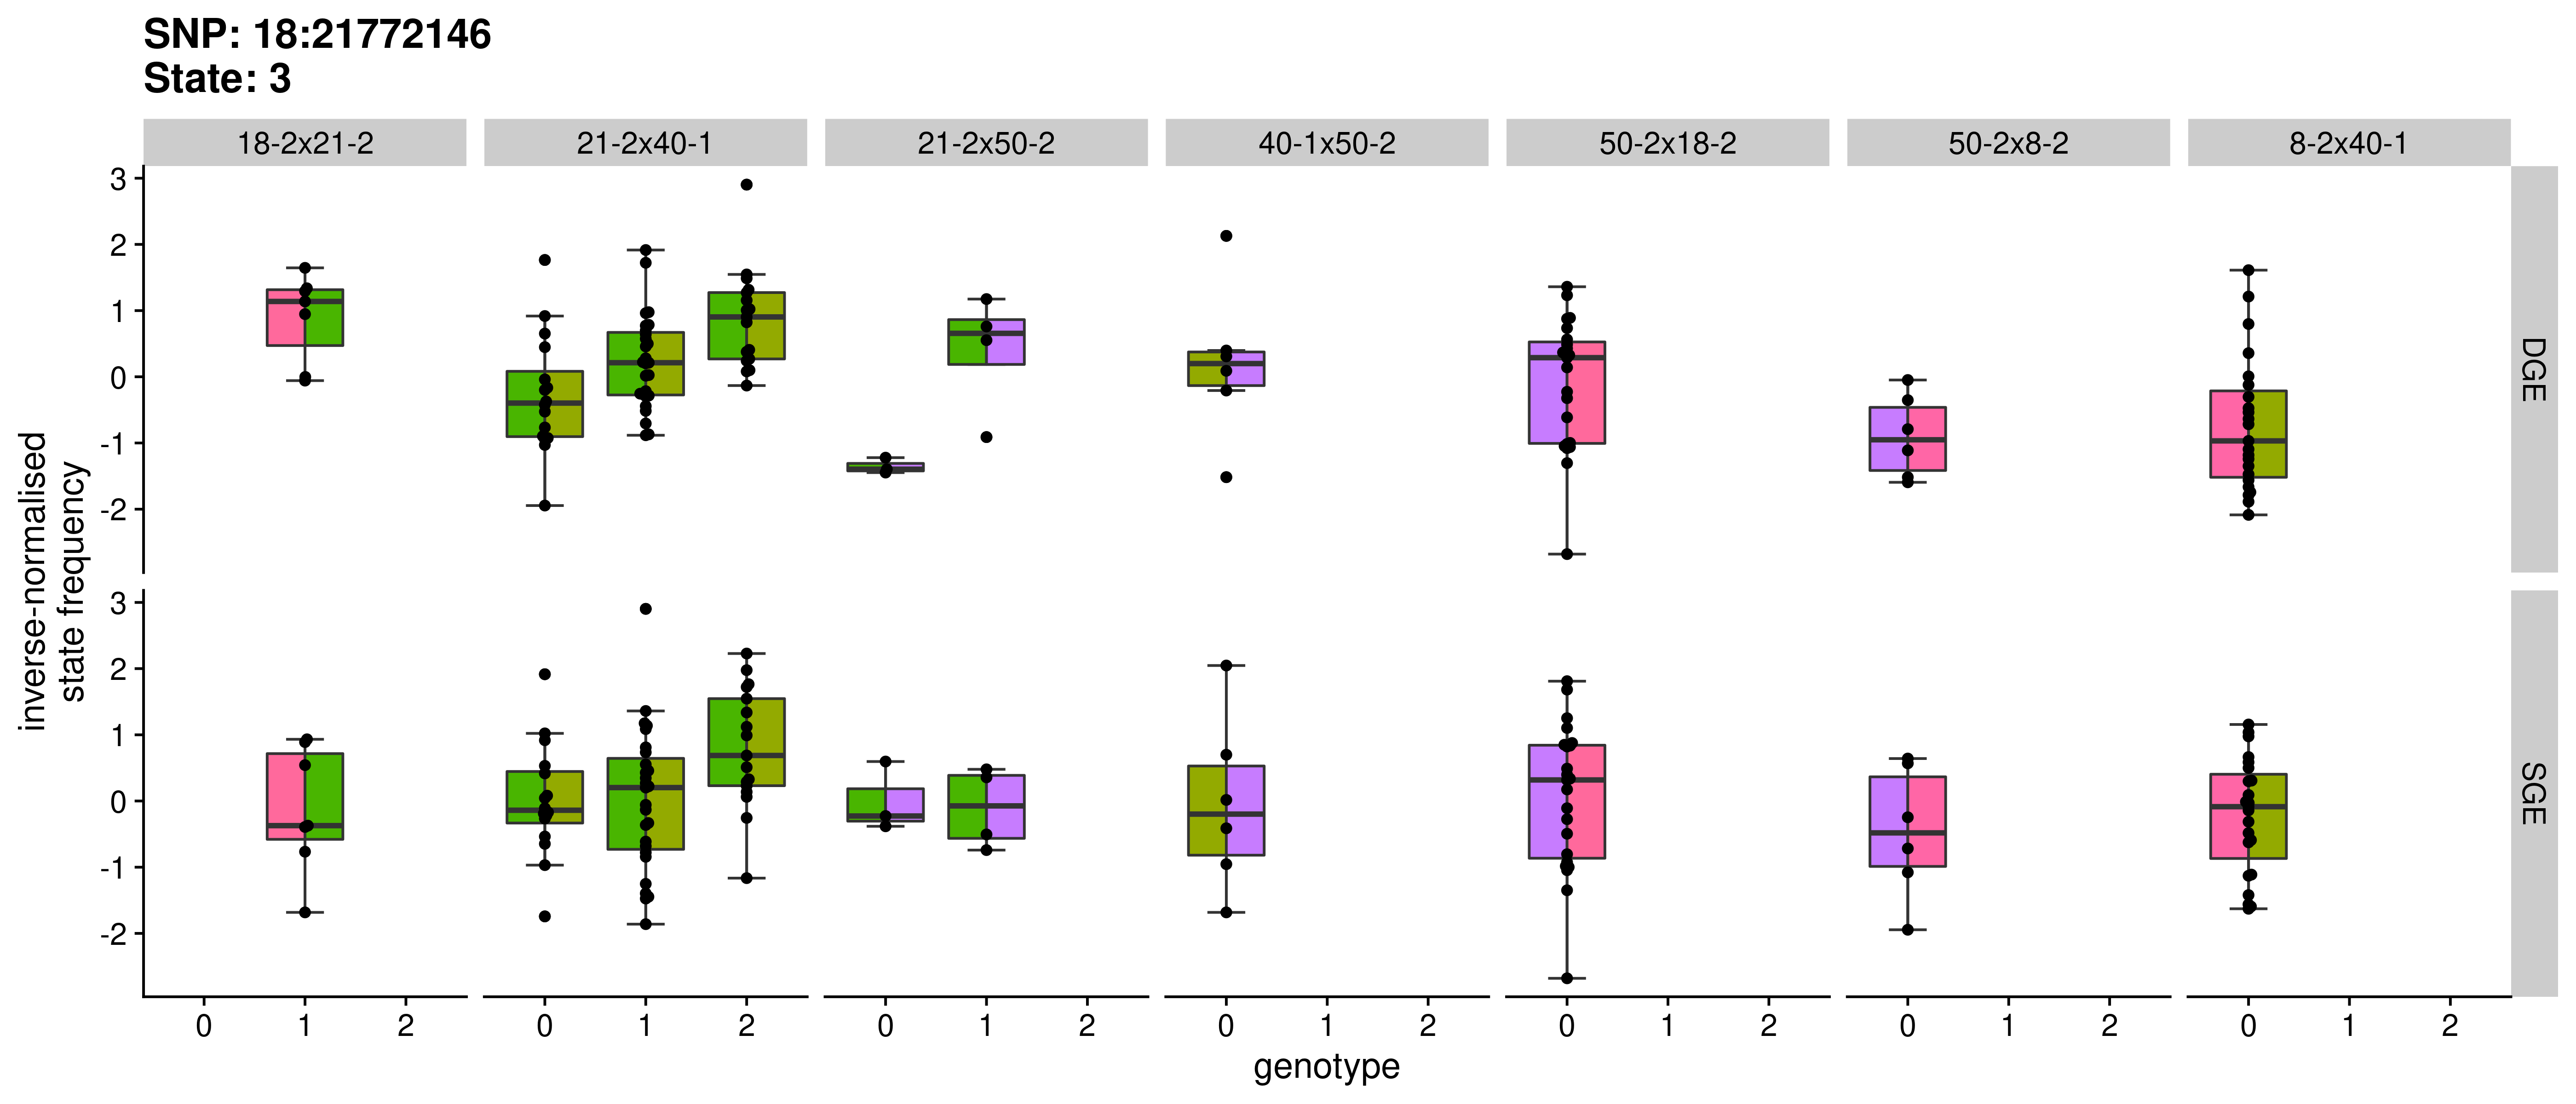 SNP: 18:21772146
State: 3
18-2x21-2 21-2x40-1 21-2x50-2 40-1x50-2 50-2x18-2 50-2x8-2 8-2x40-1
3
2
1
0
-1
-2
DGE
inverse-normalised
state frequency
3
2
1
0
-1
-2
SGE
0 1 2 0 1 2 0 1 2 0 1 2 0 1 2 0 1 2 0 1 2
genotype